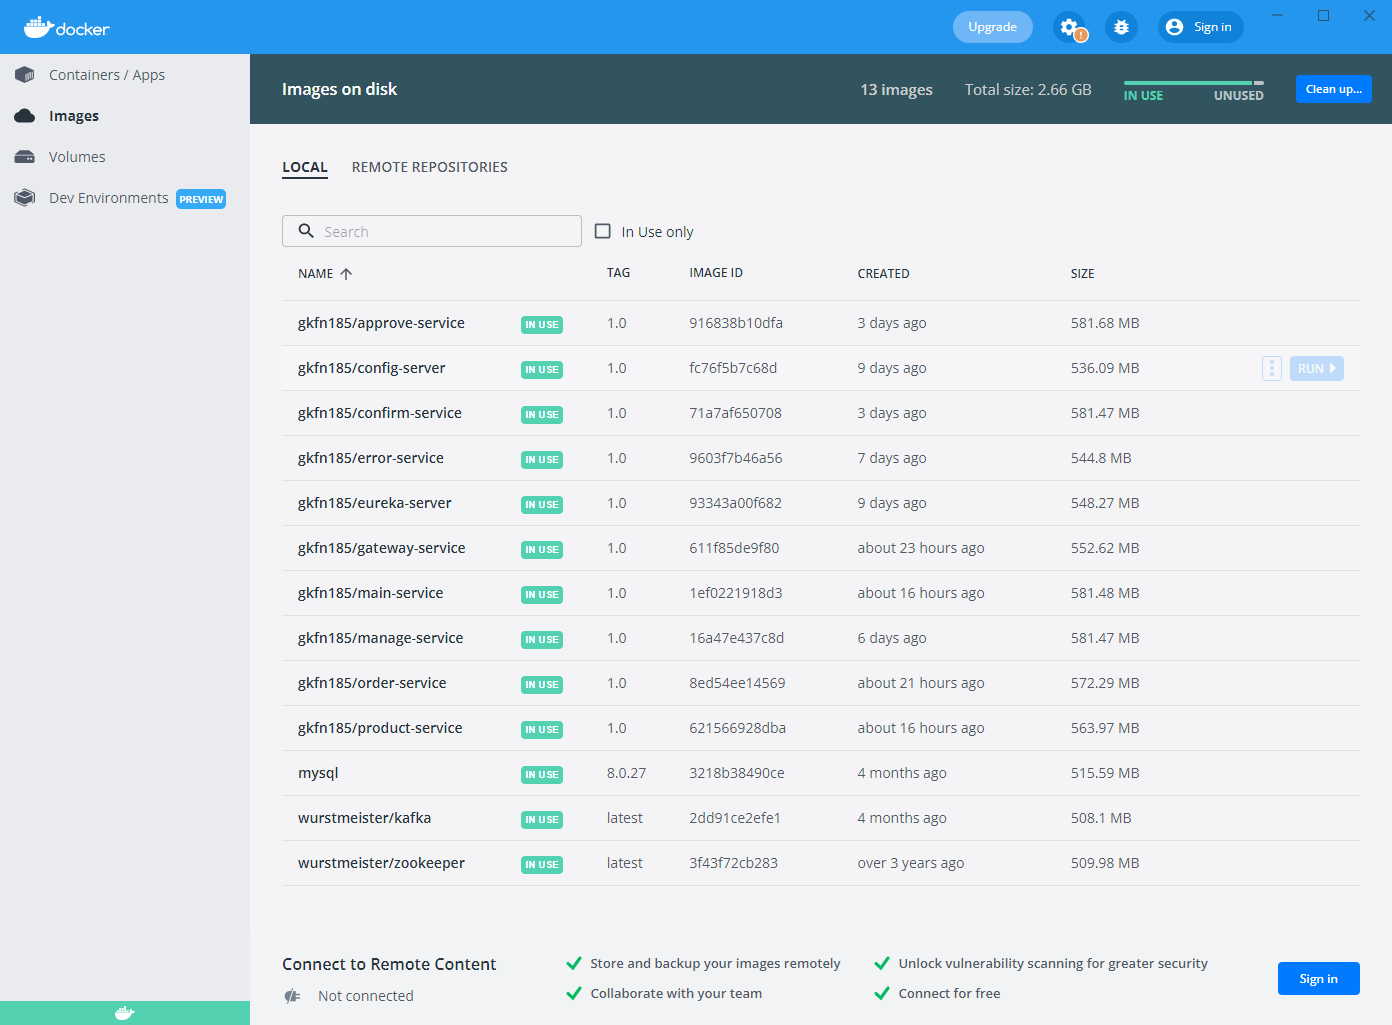 docker
Upgrade
Sign in
Containers / Apps
Images
Volumes
Dev Environments PREVIEW
Images on disk
13 images
Total size: 2.66 GB
IN USE UNUSED
Clean up...
LOCAL REMOTE REPOSITORIES
Search
In Use only
NAME TAG IMAGE ID CREATED SIZE
gkfn185/approve-service IN USE 1.0 916838b10dfa 3 days ago 581.68 MB
gkfn185/config-server IN USE 1.0 fc76f5b7c68d 9 days ago 536.09 MB RUN
gkfn185/confirm-service IN USE 1.0 71a7af650708 3 days ago 581.47 MB
gkfn185/error-service IN USE 1.0 9603f7b46a56 7 days ago 544.8 MB
gkfn185/eureka-server IN USE 1.0 93343a00f682 9 days ago 548.27 MB
gkfn185/gateway-service IN USE 1.0 611f85de9f80 about 23 hours ago 552.62 MB
gkfn185/main-service IN USE 1.0 1ef0221918d3 about 16 hours ago 581.48 MB
gkfn185/manage-service IN USE 1.0 16a47e437c8d 6 days ago 581.47 MB
gkfn185/order-service IN USE 1.0 8ed54ee14569 about 21 hours ago 572.29 MB
gkfn185/product-service IN USE 1.0 621566928dba about 16 hours ago 563.97 MB
mysql IN USE 8.0.27 3218b38490ce 4 months ago 515.59 MB
wurstmeister/kafka IN USE latest 2dd91ce2efe1 4 months ago 508.1 MB
wurstmeister/zookeeper IN USE latest 3f43f72cb283 over 3 years ago 509.98 MB
Connect to Remote Content
Not connected
Store and backup your images remotely
Collaborate with your team
Unlock vulnerability scanning for greater security
Connect for free
Sign in